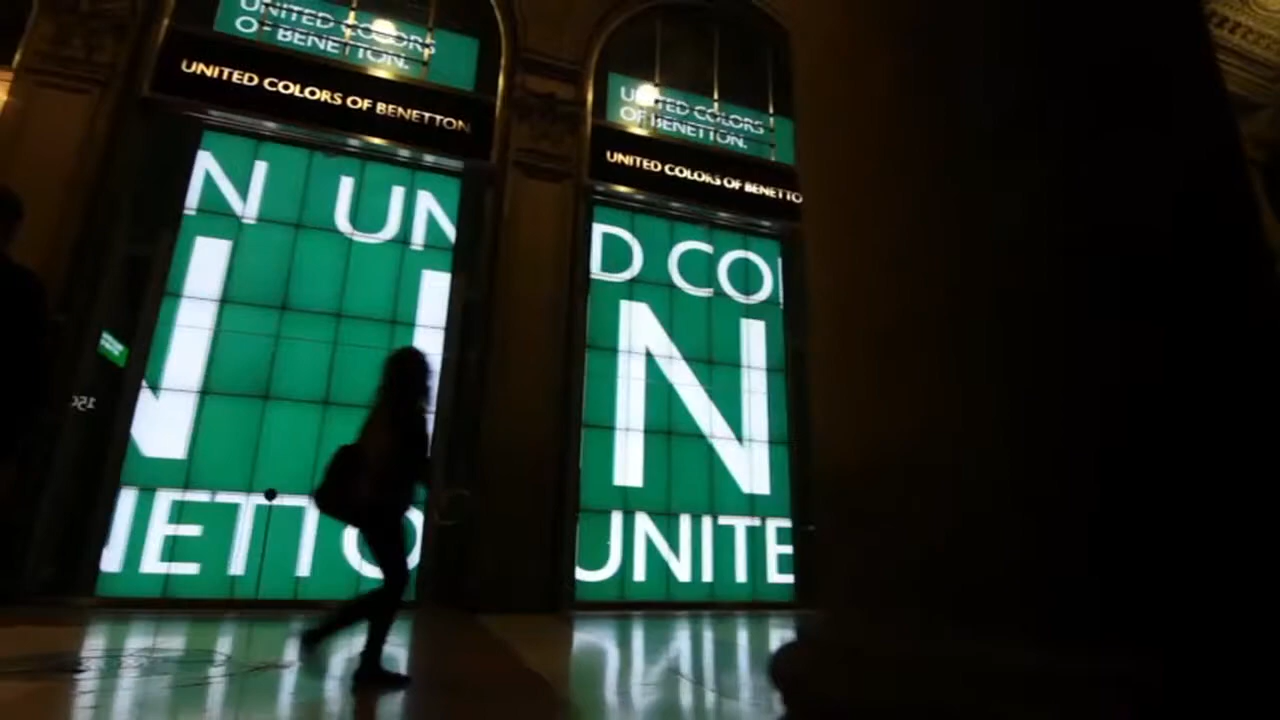 UNITED COLORS
OF BENETTON.
UNITED COLORS OF BENETTON
N UN
N
NETTO
UNITED COLORS
OF BENETTON.
UNITED COLORS OF BENETTO
D CO
N
UNITE